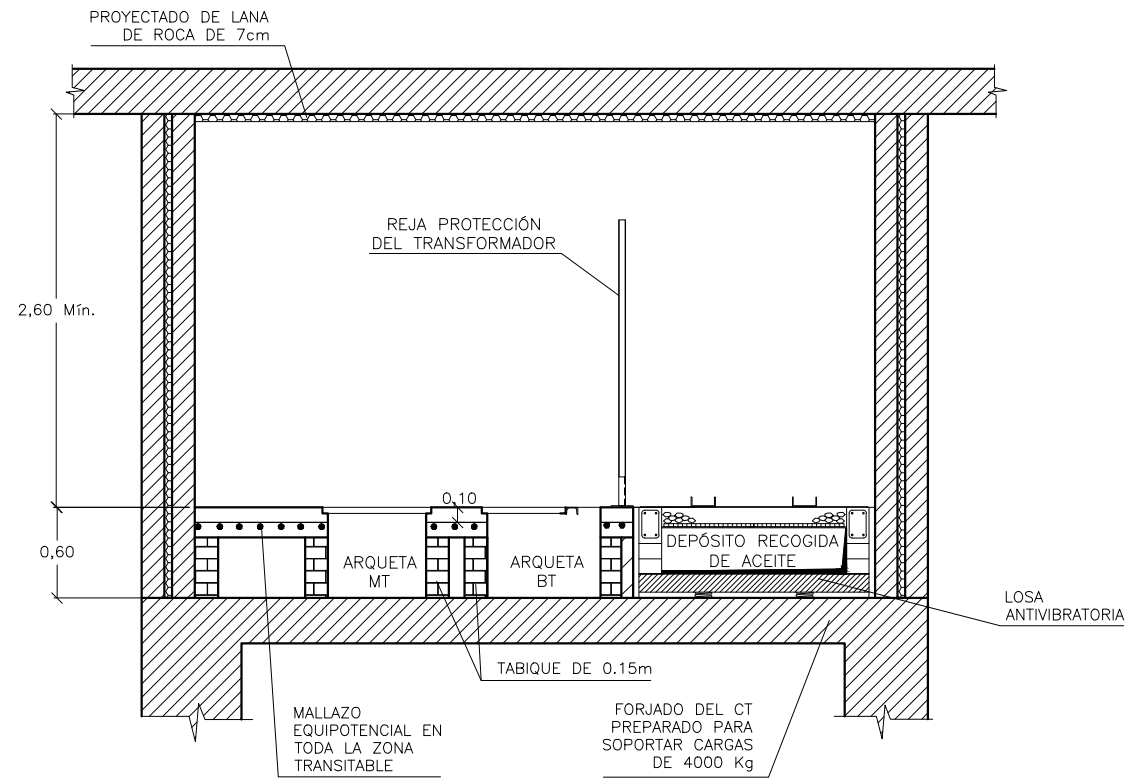 PROYECTADO DE LANA
DE ROCA DE 7cm
REJA PROTECCIÓN
DEL TRANSFORMADOR
2,60 Mín.
0,10
0,60
ARQUETA
MT
ARQUETA
BT
DEPÓSITO RECOGIDA
DE ACEITE
LOSA
ANTIVIBRATORIA
TABIQUE DE 0.15m
MALLAZO
EQUIPOTENCIAL EN
TODA LA ZONA
TRANSITABLE
FORJADO DEL CT
PREPARADO PARA
SOPORTAR CARGAS
DE 4000 Kg